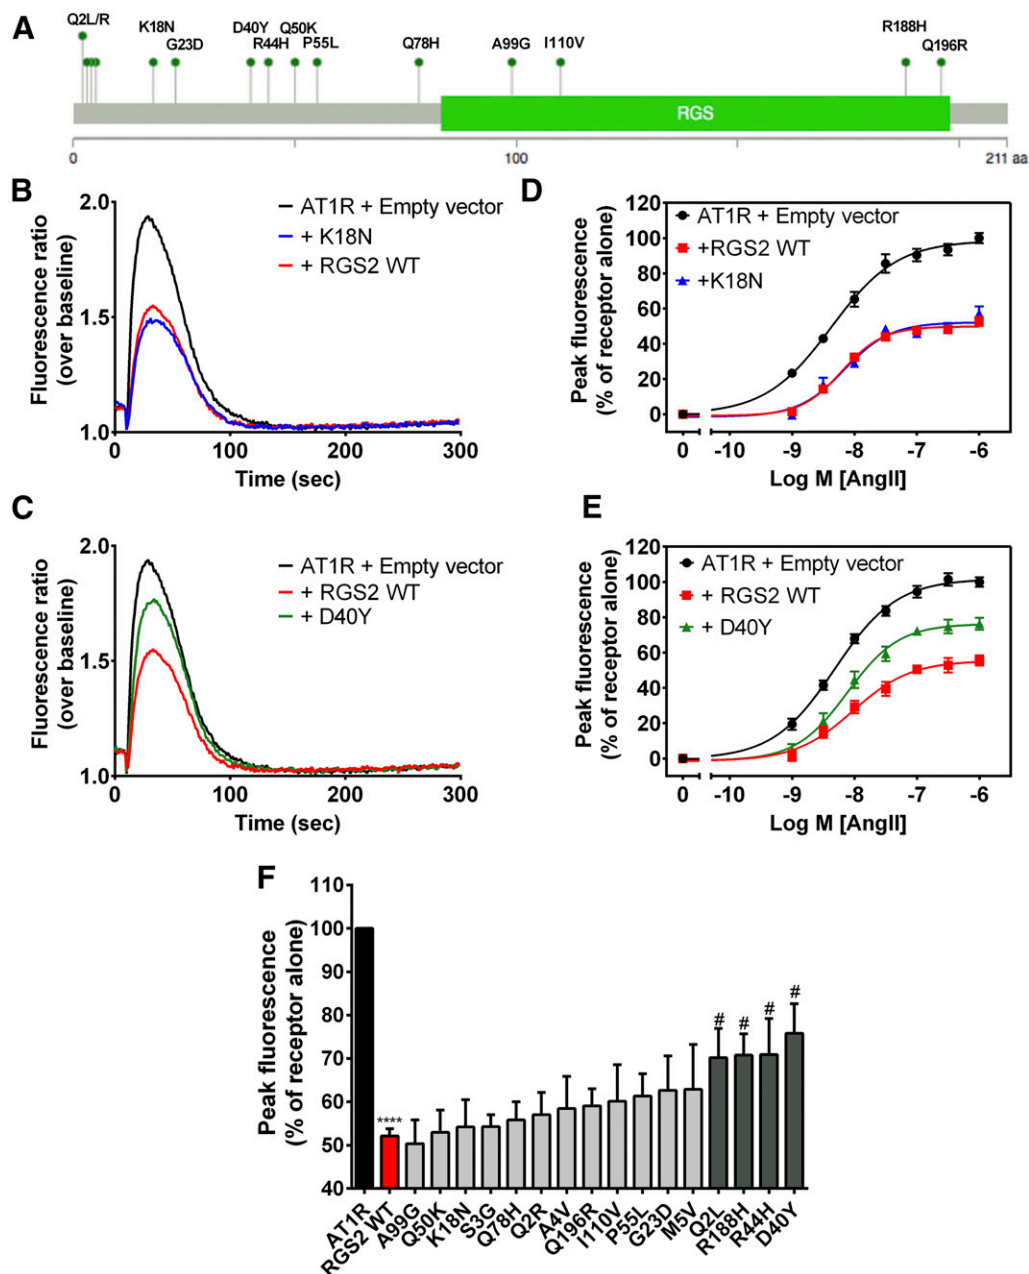 A
Q2L/R
K18N
G23D
D40Y
Q50K
R44H
P55L
Q78H
A99G
I110V
R188H
Q196R
RGS
0
100
211 aa
B
2.0
1.5
1.0
Fluorescence ratio
(over baseline)
AT1R + Empty vector
+ K18N
+ RGS2 WT
0
100
200
300
Time (sec)
D
120
100
80
60
40
20
0
Peak fluorescence
(% of receptor alone)
AT1R + Empty vector
+RGS2 WT
+K18N
0
-10
-9
-8
-7
-6
Log M [AngII]
C
2.0
1.5
1.0
Fluorescence ratio
(over baseline)
AT1R + Empty vector
+ RGS2 WT
+ D40Y
0
100
200
300
Time (sec)
E
120
100
80
60
40
20
0
Peak fluorescence
(% of receptor alone)
AT1R + Empty vector
+ RGS2 WT
+ D40Y
0
-10
-9
-8
-7
-6
Log M [AngII]
F
110
100
90
80
70
60
50
40
Peak fluorescence
(% of receptor alone)
****
#
#
#
#
AT1R
RGS2 WT
A99G
Q50K
K18N
S3G
Q78H
Q2R
A4V
Q196R
I110V
P55L
G23D
M5V
Q2L
R188H
R44H
D40Y